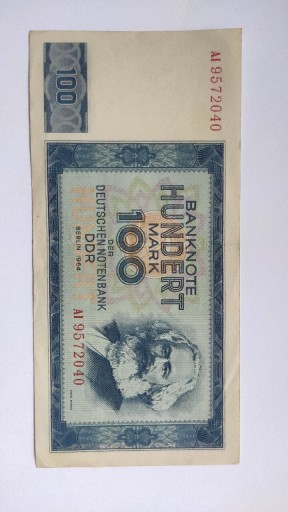 100
AI 9572040
BANKNOTE
HUNDERT
MARK
100
DER
DEUTSCHEN NOTENBANK
DDR
BERLIN 1964
AI 9572040